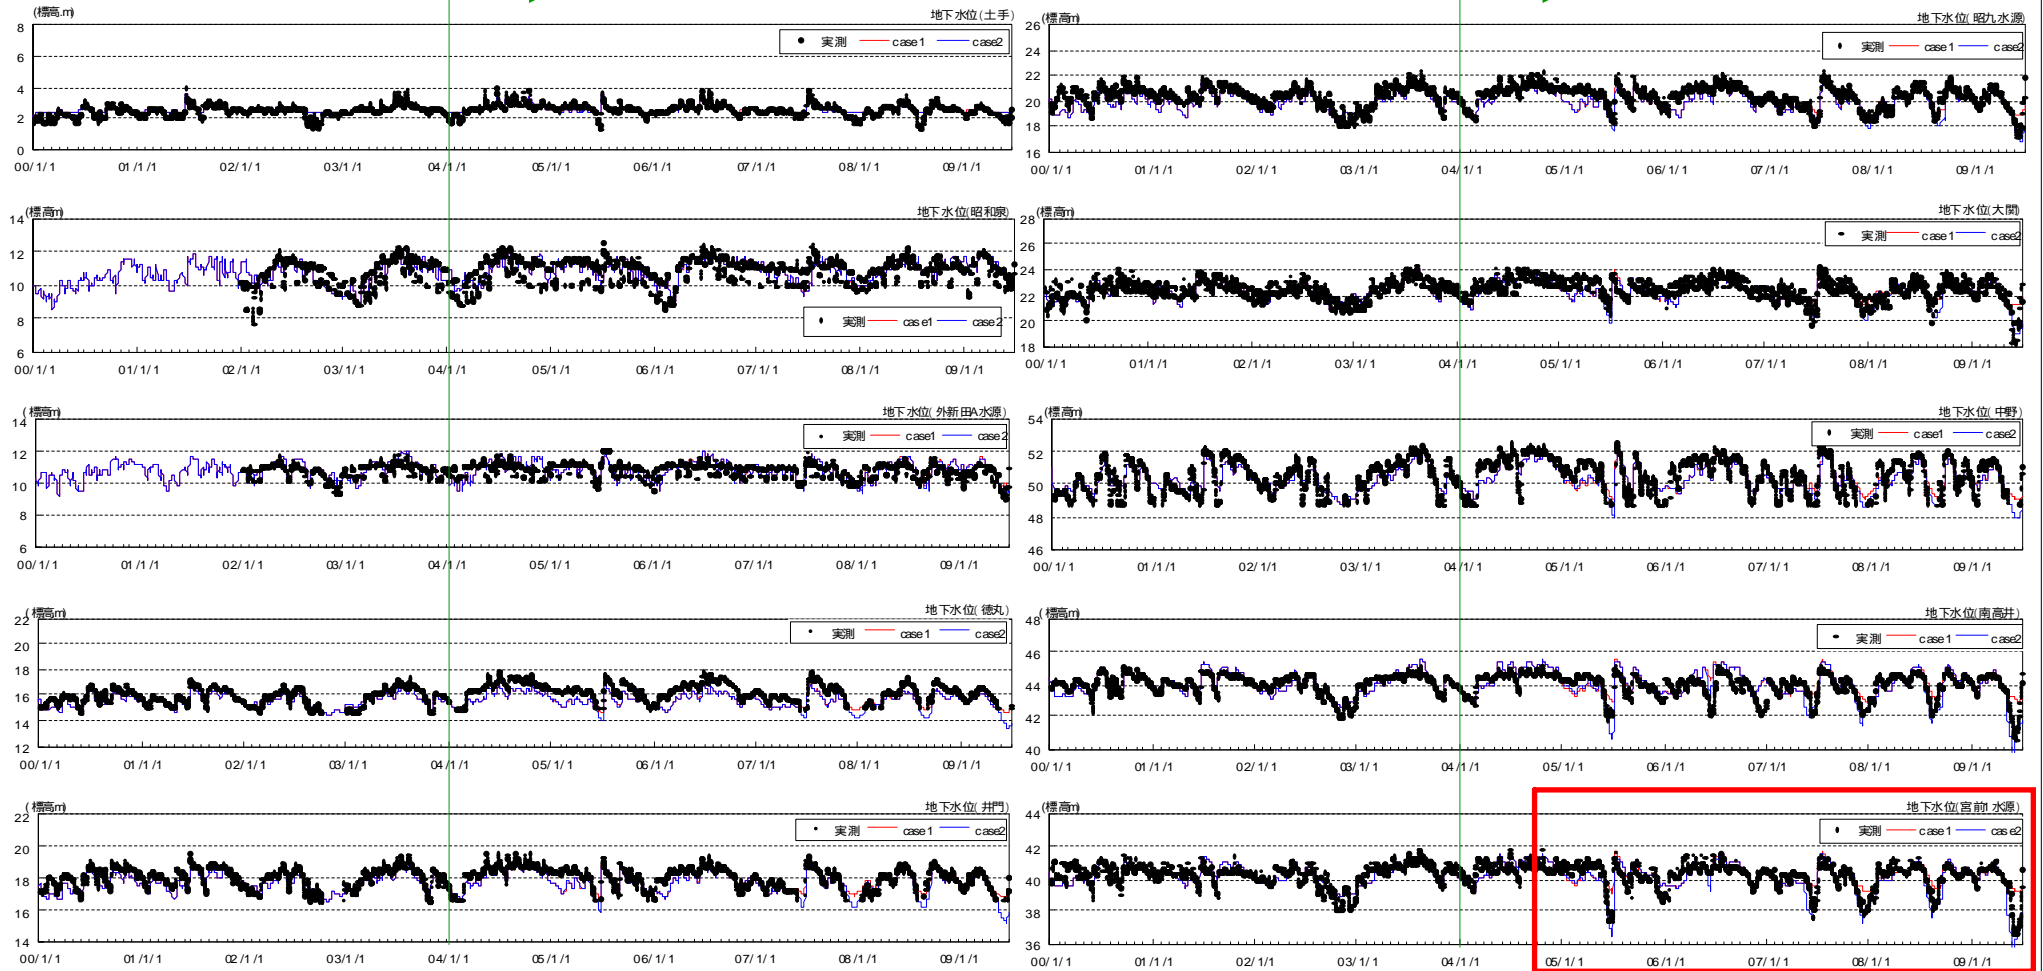 (標高.m)
地下水位(土手)
実測 case1 case2
8
6
4
2
0
00/1/1 01/1/1 02/1/1 03/1/1 04/1/1 05/1/1 06/1/1 07/1/1 08/1/1 09/1/1
(標高m)
地下水位(昭和泉)
14
12
10
8
実測 case1 case2
6
00/1/1 01/1/1 02/1/1 03/1/1 04/1/1 05/1/1 06/1/1 07/1/1 08/1/1 09/1/1
(標高m)
地下水位(外新田A水源)
14
実測 case1 case2
12
10
8
6
00/1/1 01/1/1 02/1/1 03/1/1 04/1/1 05/1/1 06/1/1 07/1/1 08/1/1 09/1/1
(標高m)
地下水位(徳丸)
22
実測 case1 case2
20
18
16
14
12
00/1/1 01/1/1 02/1/1 03/1/1 04/1/1 05/1/1 06/1/1 07/1/1 08/1/1 09/1/1
(標高m)
地下水位(井門)
22
実測 case1 case2
20
18
16
14
00/1/1 01/1/1 02/1/1 03/1/1 04/1/1 05/1/1 06/1/1 07/1/1 08/1/1 09/1/1
(標高m)
地下水位(昭九水源)
26
実測 case1 case2
24
22
20
18
16
00/1/1 01/1/1 02/1/1 03/1/1 04/1/1 05/1/1 06/1/1 07/1/1 08/1/1 09/1/1
(標高m)
地下水位(大関)
28
実測 case1 case2
26
24
22
20
18
00/1/1 01/1/1 02/1/1 03/1/1 04/1/1 05/1/1 06/1/1 07/1/1 08/1/1 09/1/1
(標高m)
地下水位(中野)
54
実測 case1 case2
52
50
48
46
00/1/1 01/1/1 02/1/1 03/1/1 04/1/1 05/1/1 06/1/1 07/1/1 08/1/1 09/1/1
(標高m)
地下水位(南高井)
48
実測 case1 case2
46
44
42
40
00/1/1 01/1/1 02/1/1 03/1/1 04/1/1 05/1/1 06/1/1 07/1/1 08/1/1 09/1/1
(標高m)
地下水位(宮前1水源)
44
実測 case1 case2
42
40
38
36
00/1/1 01/1/1 02/1/1 03/1/1 04/1/1 05/1/1 06/1/1 07/1/1 08/1/1 09/1/1